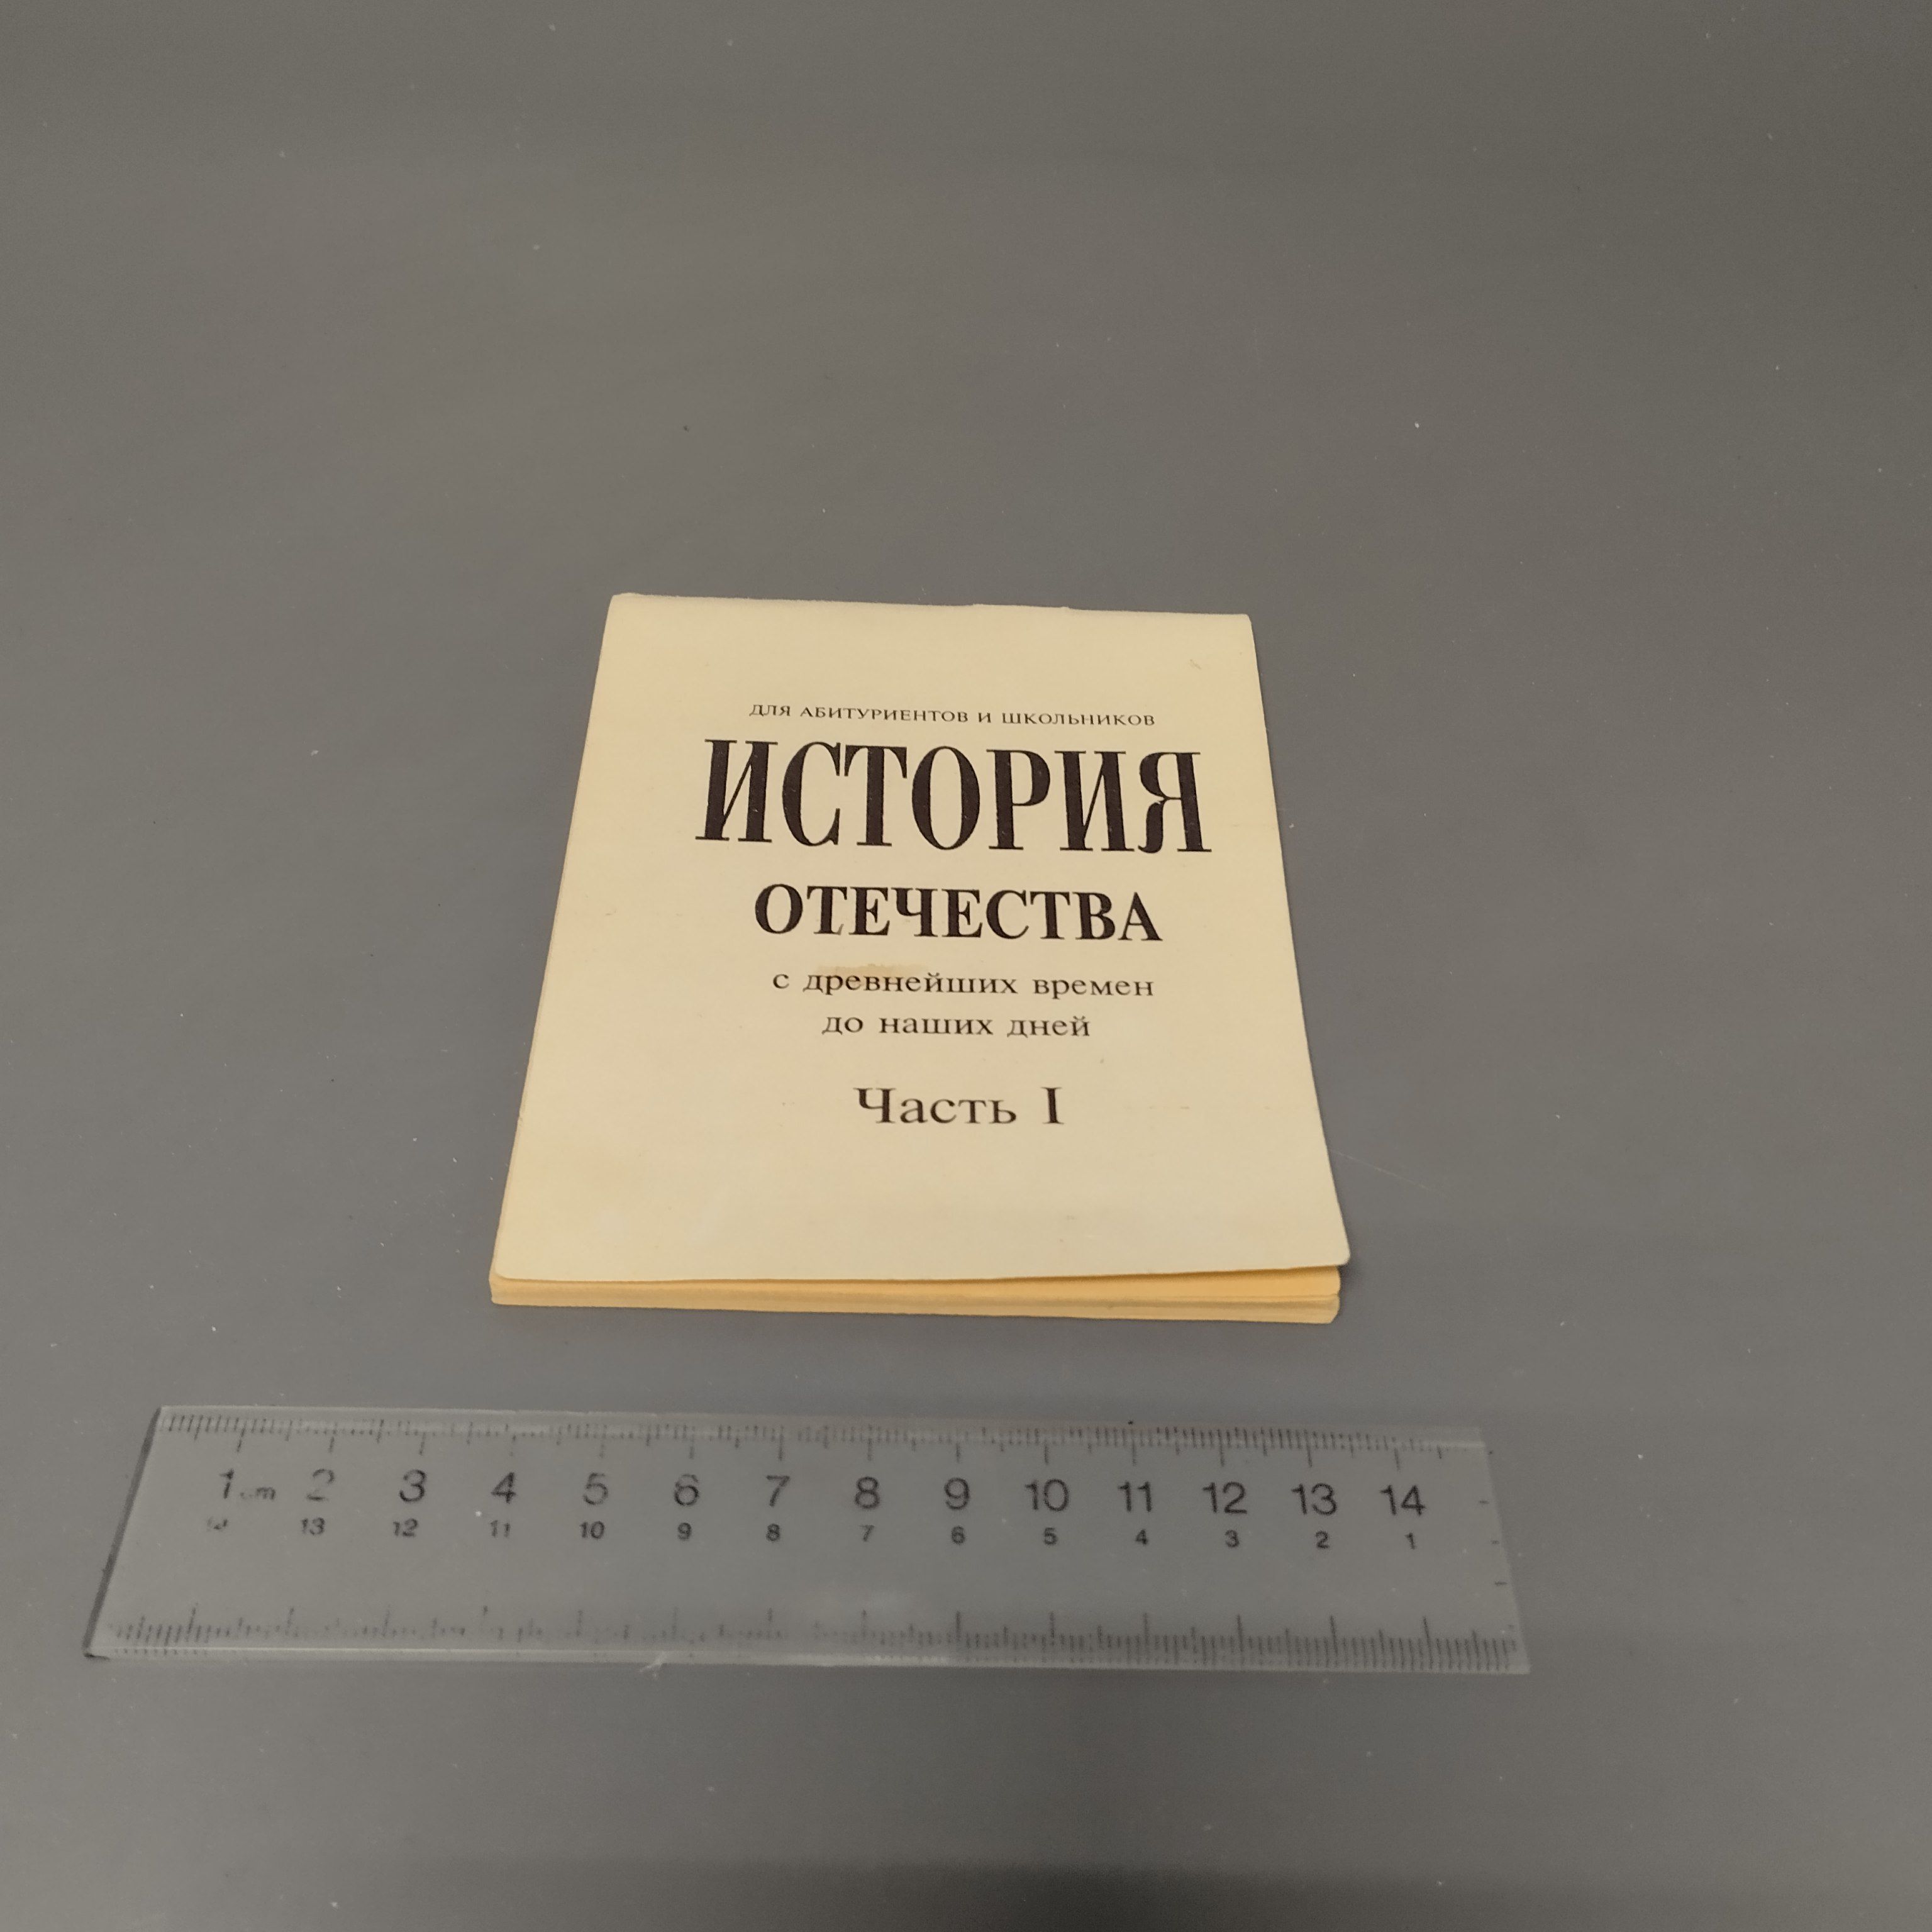 ДЛЯ АБИТУРИЕНТОВ И ШКОЛЬНИКОВ
ИСТОРИЯ
ОТЕЧЕСТВА
с древнейших времен
до наших дней
Часть I
1 cm 2 3 4 5 6 7 8 9 10 11 12 13 14
14 13 12 11 10 9 8 7 6 5 4 3 2 1